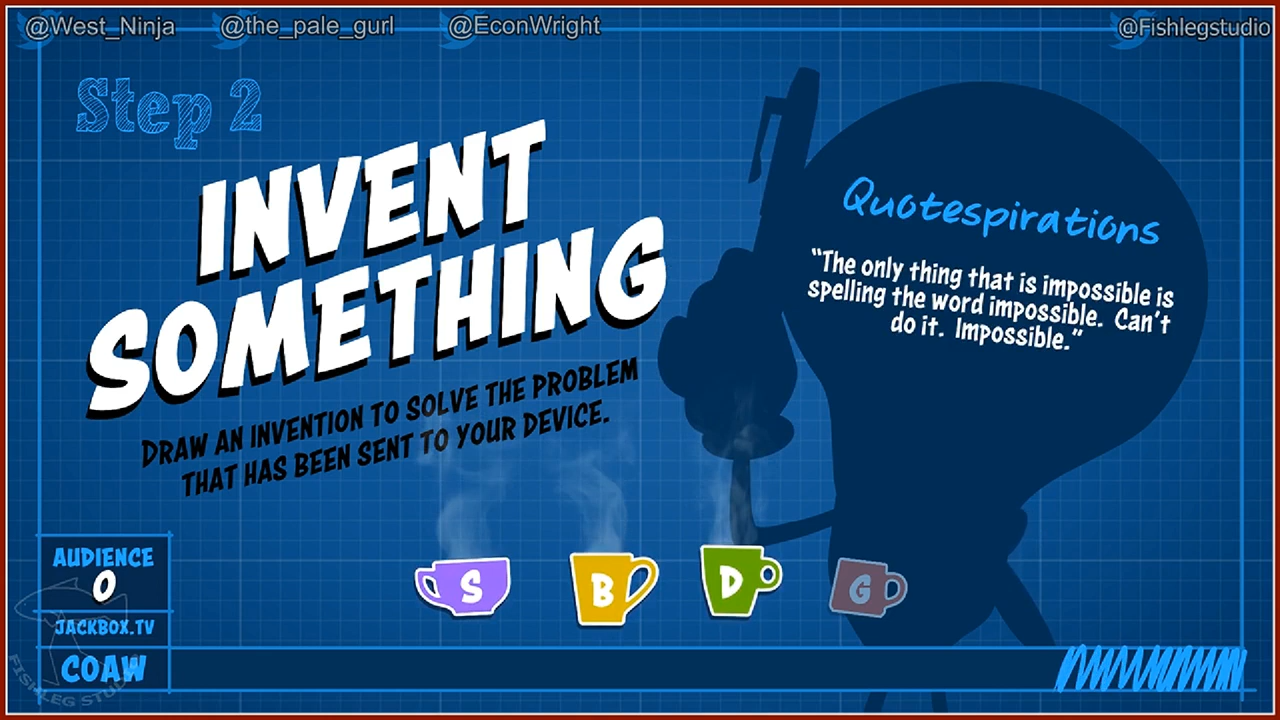 @West_Ninja @the_pale_gurl @EconWright @Fishlegstudio
Step 2
INVENT
SOMETHING
DRAW AN INVENTION TO SOLVE THE PROBLEM
THAT HAS BEEN SENT TO YOUR DEVICE.
Quotespirations
“The only thing that is impossible is
spelling the word impossible. Can't
do it. Impossible.”
S B D G
AUDIENCE
0
JACKBOX.TV
COAW
FISHLEG STUDIO